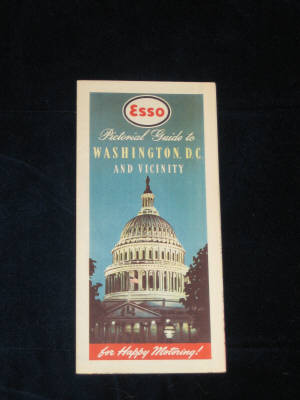 Esso
Pictorial Guide to
WASHINGTON, D.C.
AND VICINITY
for Happy Motoring!